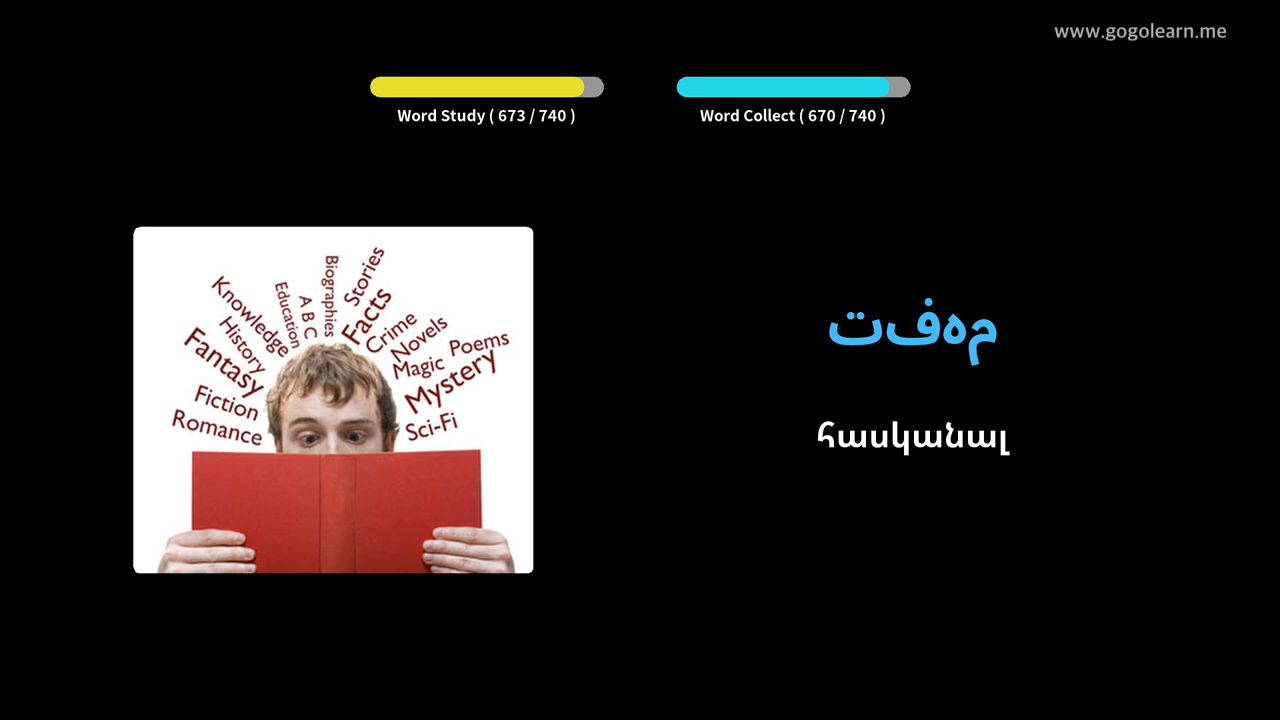 www.gogolearn.me
Word Study ( 673 / 740 )
Word Collect ( 670 / 740 )
Biographies
Stories
Education
A B C
Facts
Knowledge
Crime
History
Novels
Poems
Fantasy
Magic
Mystery
Fiction
Romance
Sci-Fi
تفهم
հասկանալ